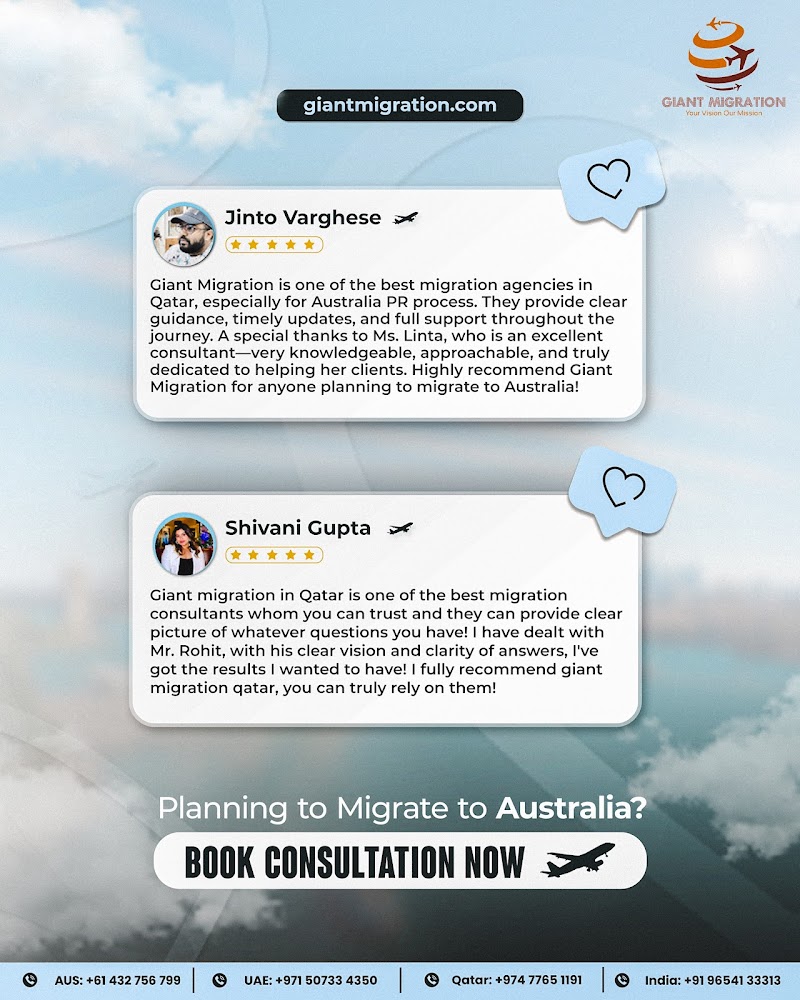 GIANT MIGRATION
Your Vision Our Mission
giantmigration.com
Jinto Varghese
Giant Migration is one of the best migration agencies in
Qatar, especially for Australia PR process. They provide clear
guidance, timely updates, and full support throughout the
journey. A special thanks to Ms. Linta, who is an excellent
consultant—very knowledgeable, approachable, and truly
dedicated to helping her clients. Highly recommend Giant
Migration for anyone planning to migrate to Australia!
Shivani Gupta
Giant migration in Qatar is one of the best migration
consultants whom you can trust and they can provide clear
picture of whatever questions you have! I have dealt with
Mr. Rohit, with his clear vision and clarity of answers, I've
got the results I wanted to have! I fully recommend giant
migration qatar, you can truly rely on them!
Planning to Migrate to Australia?
BOOK CONSULTATION NOW
AUS: +61 432 756 799 | UAE: +971 50733 4350 | Qatar: +974 7765 1191 | India: +91 96541 33313